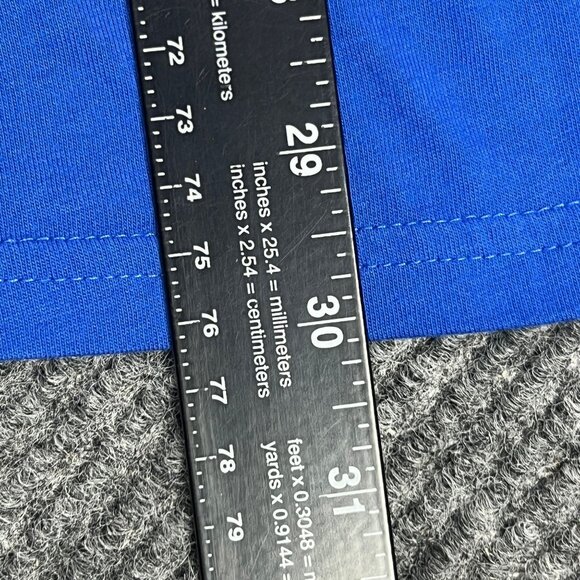 = kilometers
72
73
74
75
76
77
78
79
29
30
31
inches x 25.4 = millimeters
inches x 2.54 = centimeters
feet x 0.3048 =
yards x 0.9144 =